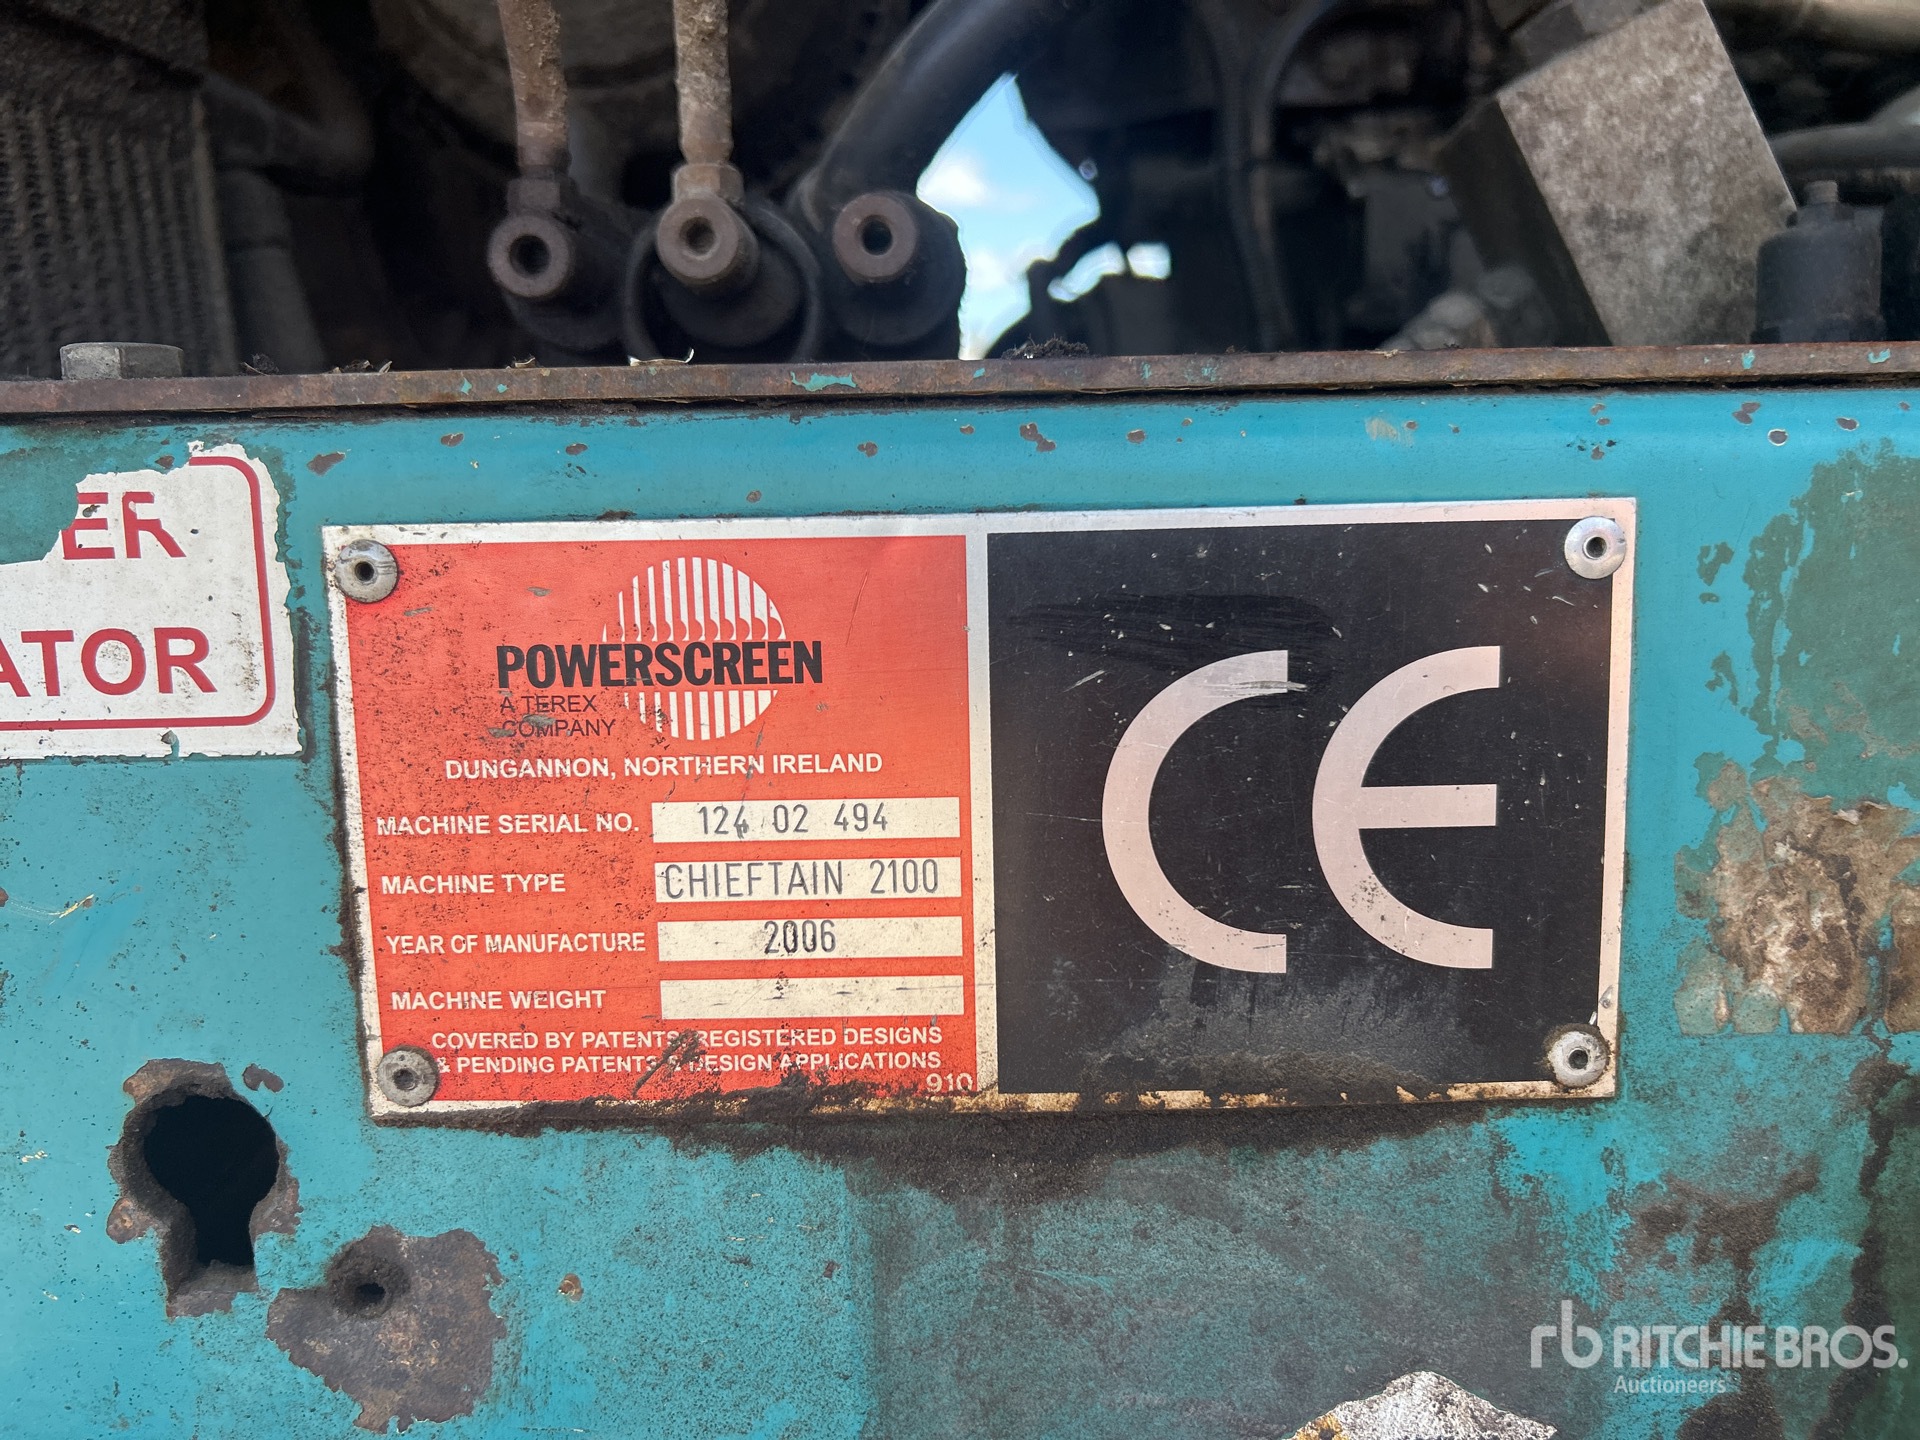 ER
ATOR
POWERSCREEN
A TEREX
COMPANY
DUNGANNON, NORTHERN IRELAND
MACHINE SERIAL NO. 124 02 494
MACHINE TYPE CHIEFTAIN 2100
YEAR OF MANUFACTURE 2006
MACHINE WEIGHT
COVERED BY PATENTS, REGISTERED DESIGNS
& PENDING PATENTS & DESIGN APPLICATIONS
910
CE
rb RITCHIE BROS.
Auctioneers